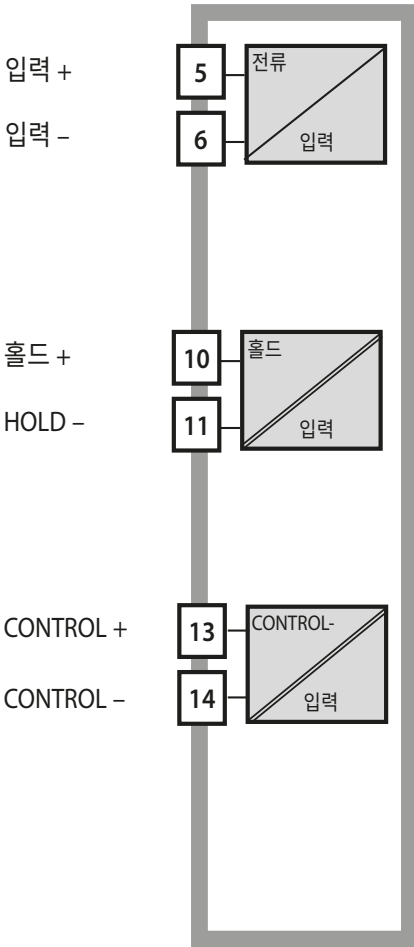 입력 +
5
전류
입력 –
6
입력
홀드 +
10
홀드
HOLD –
11
입력
CONTROL +
13
CONTROL-
CONTROL –
14
입력